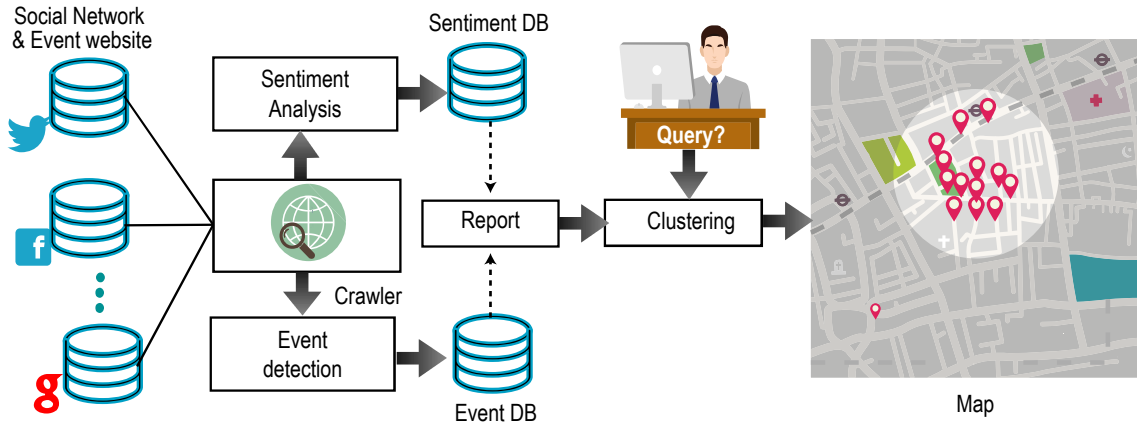 Social Network
& Event website
Sentiment DB
Sentiment
Analysis
Query?
f
Report
Clustering
Crawler
Event
detection
g
Event DB
Map